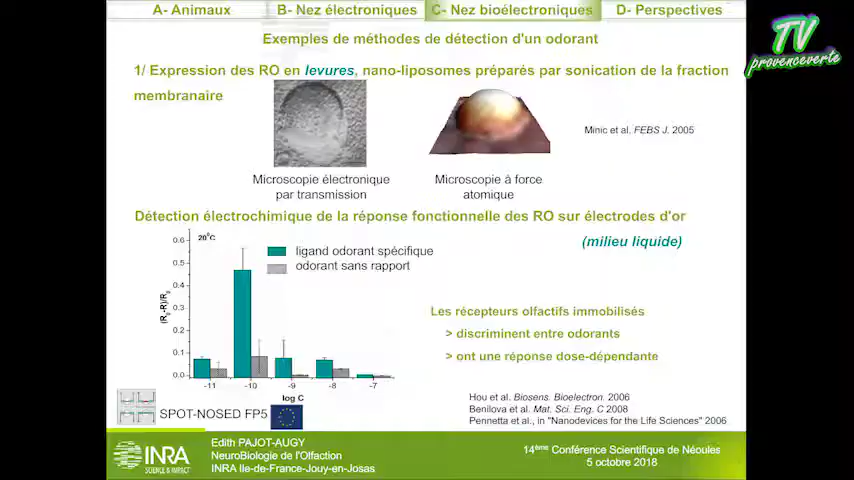 A- Animaux
B- Nez électroniques
C- Nez bioélectroniques
D- Perspectives
TV
provenceverte
Exemples de méthodes de détection d'un odorant
1/ Expression des RO en levures, nano-liposomes préparés par sonication de la fraction
membranaire
Minic et al. FEBS J. 2005
Microscopie électronique
par transmission
Microscopie à force
atomique
Détection électrochimique de la réponse fonctionnelle des RO sur électrodes d'or
(milieu liquide)
20°C
ligand odorant spécifique
odorant sans rapport
0.6
0.5
0.4
0.3
0.2
0.1
0.0
-11 -10 -9 -8 -7
log C
Les récepteurs olfactifs immobilisés
> discriminent entre odorants
> ont une réponse dose-dépendante
Hou et al. Biosens. Bioelectron. 2006
Benilova et al. Mat. Sci. Eng. C 2008
Pennetta et al., in "Nanodevices for the Life Sciences" 2006
SPOT-NOSED FP5
INRA
SCIENCE & IMPACT
Edith PAJOT-AUGY
NeuroBiologie de l'Olfaction
INRA Ile-de-France-Jouy-en-Josas
14ème Conférence Scientifique de Néoules
5 octobre 2018